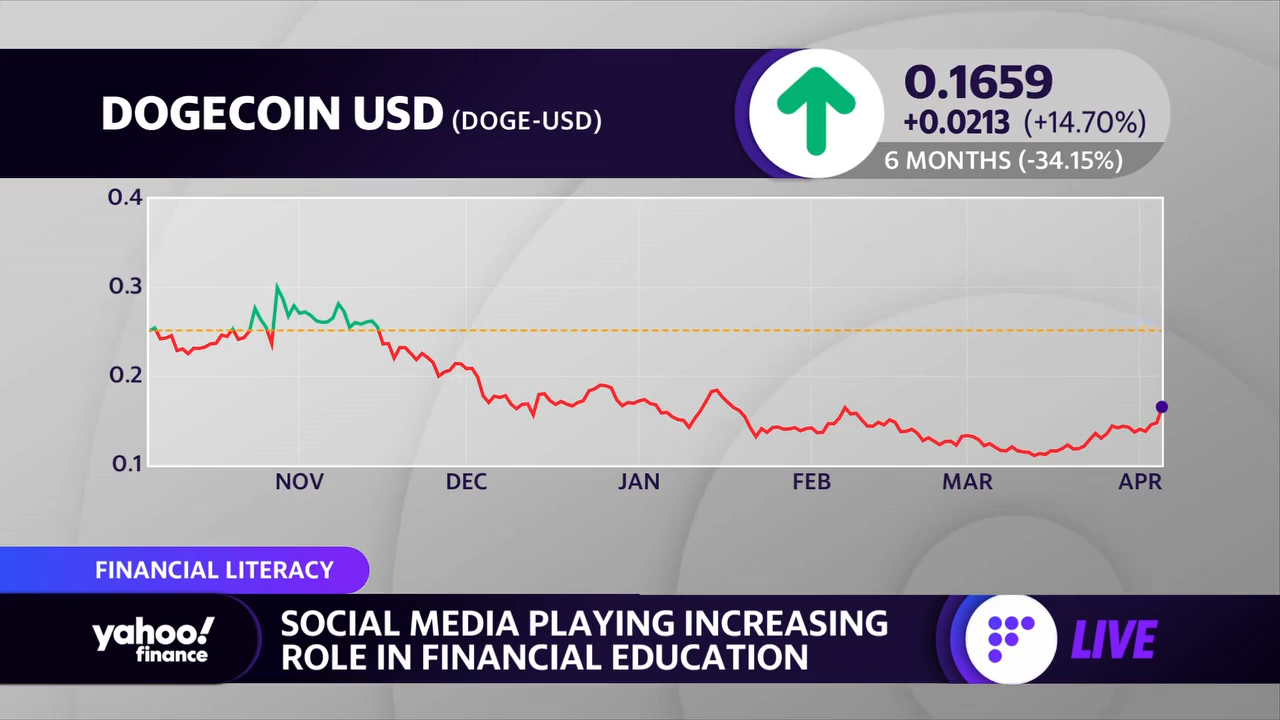 DOGECOIN USD (DOGE-USD)
0.1659
+0.0213 (+14.70%)
6 MONTHS (-34.15%)
0.4
0.3
0.2
0.1
NOV DEC JAN FEB MAR APR
FINANCIAL LITERACY
yahoo!
finance
SOCIAL MEDIA PLAYING INCREASING
ROLE IN FINANCIAL EDUCATION
LIVE